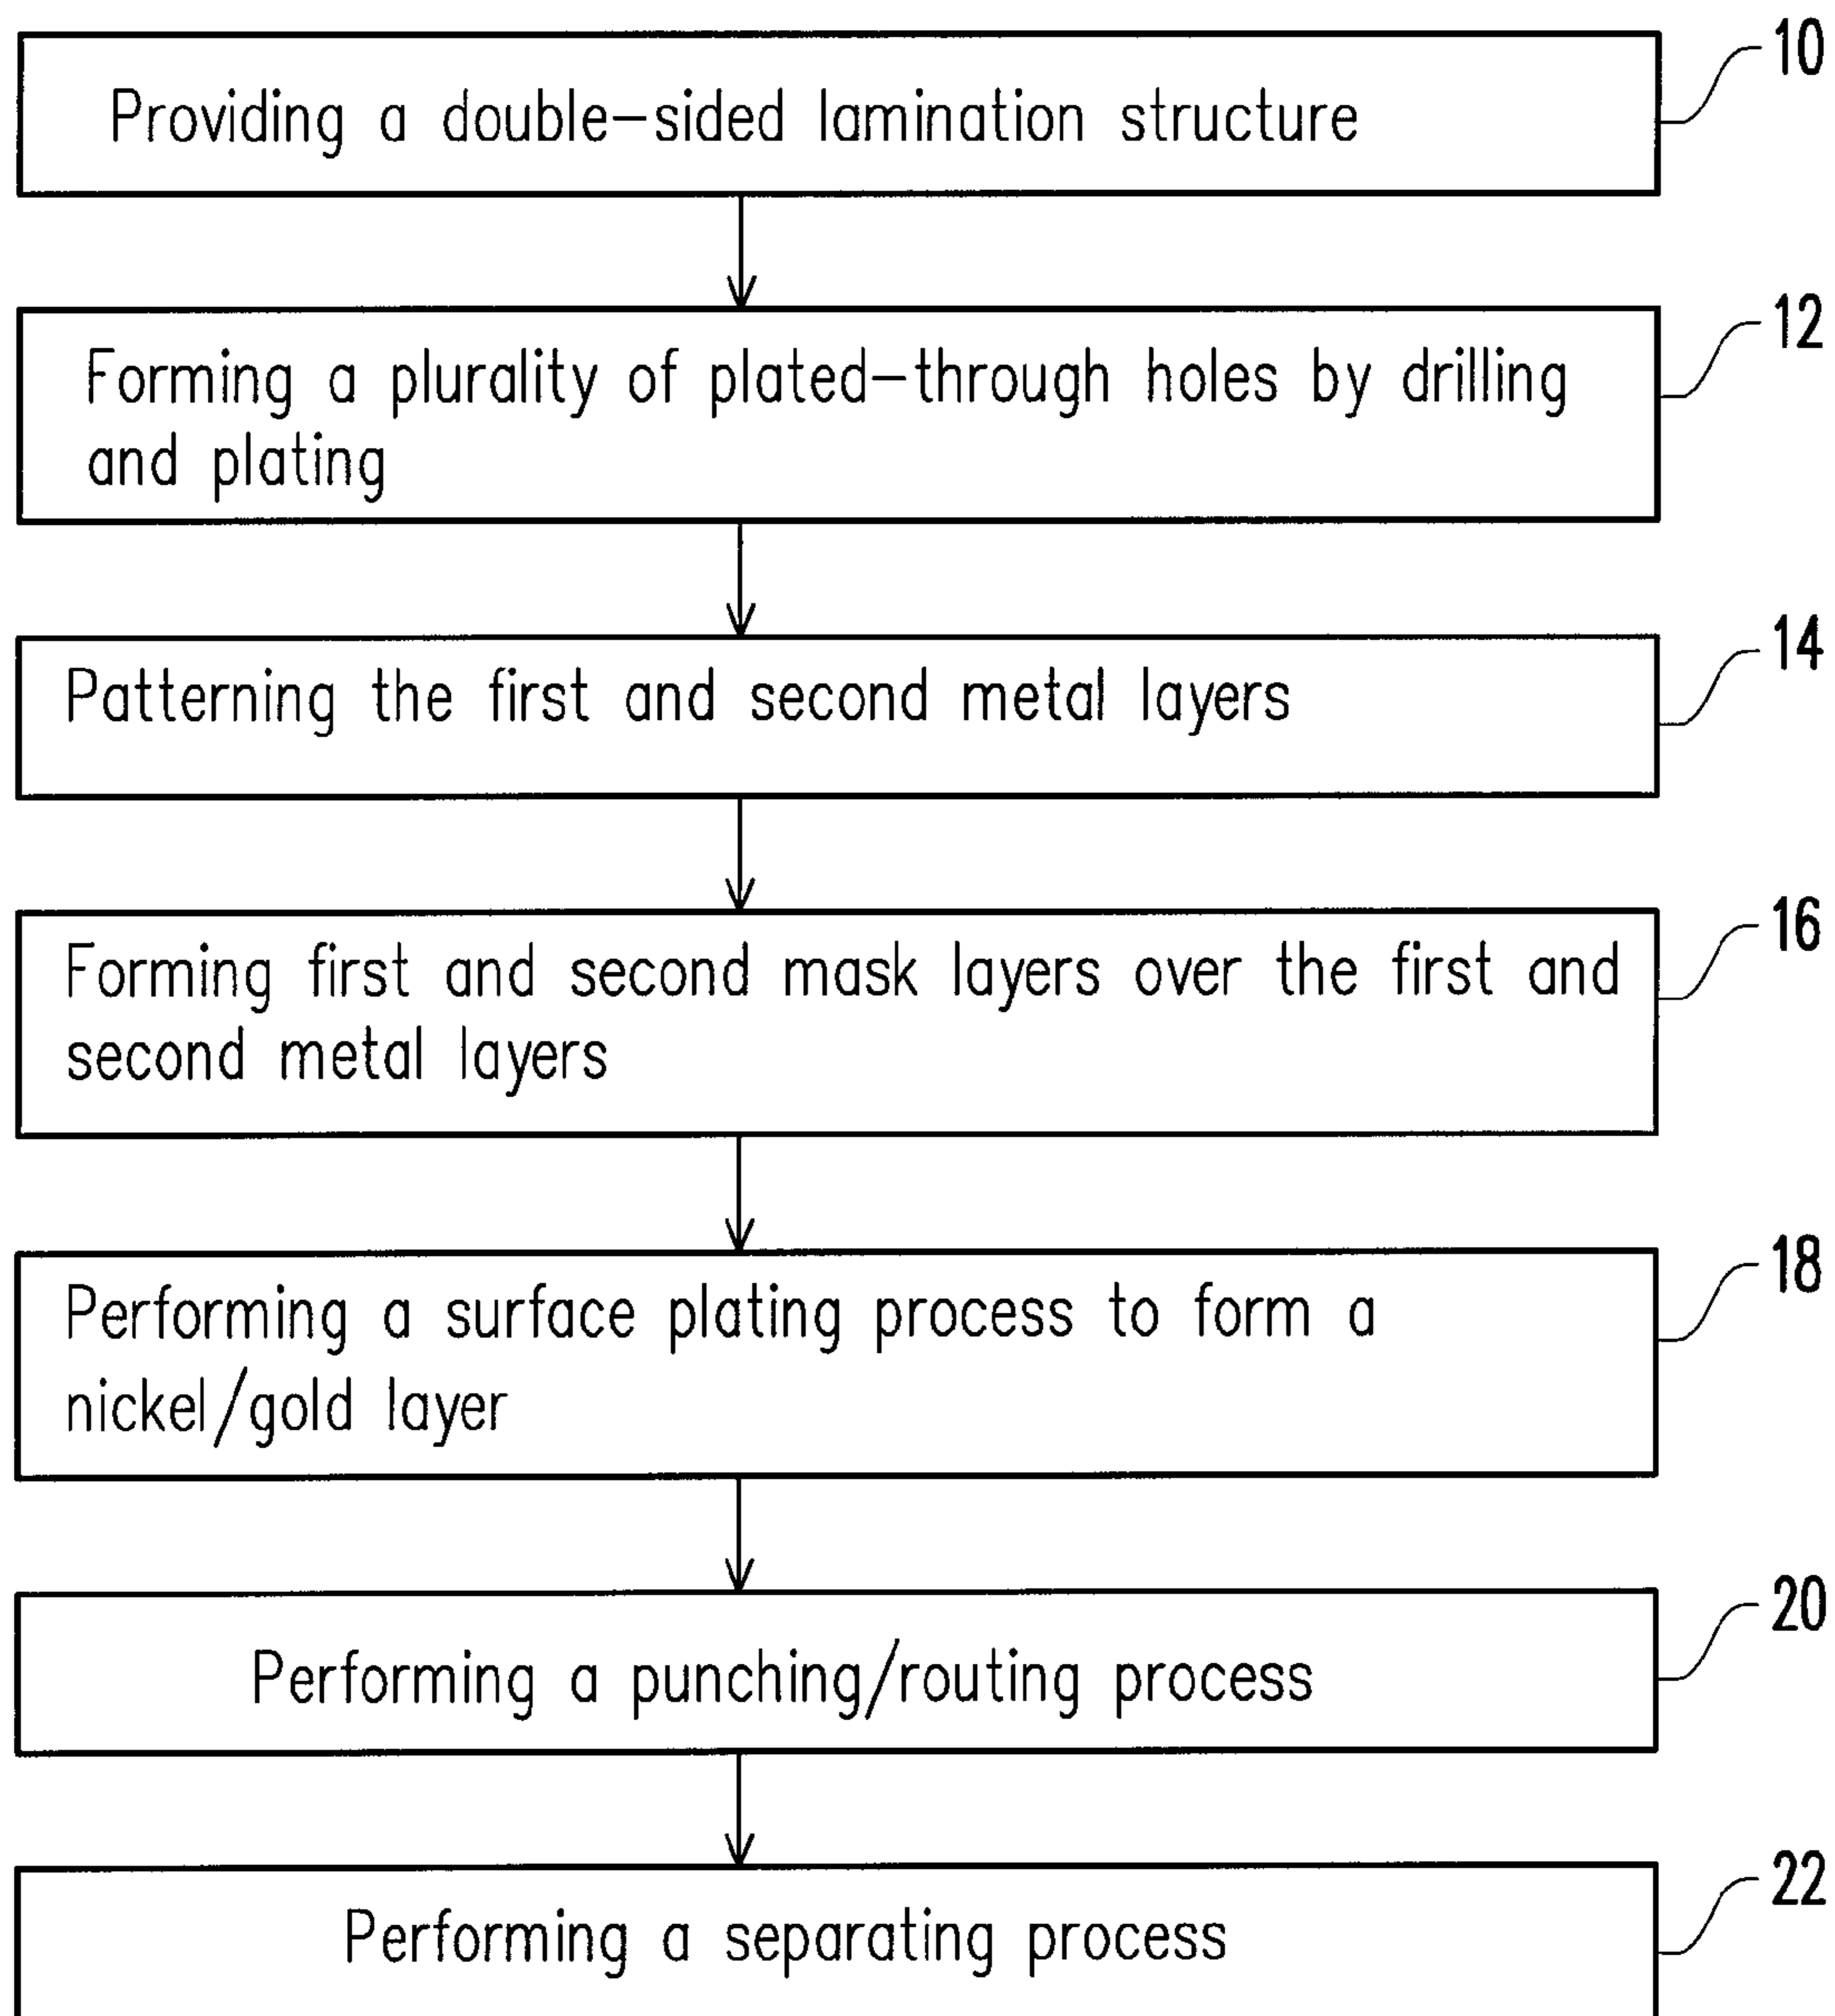 10
Providing a double-sided lamination structure
12
Forming a plurality of plated-through holes by drilling
and plating
14
Patterning the first and second metal layers
16
Forming first and second mask layers over the first and
second metal layers
18
Performing a surface plating process to form a
nickel/gold layer
20
Performing a punching/routing process
22
Performing a separating process